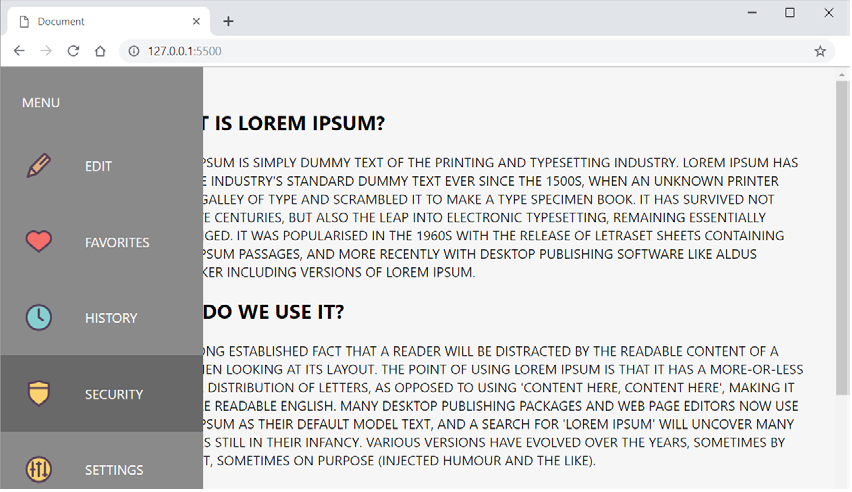 Document
127.0.0.1:5500
MENU
EDIT
FAVORITES
HISTORY
SECURITY
SETTINGS
T IS LOREM IPSUM?
PSUM IS SIMPLY DUMMY TEXT OF THE PRINTING AND TYPESETTING INDUSTRY. LOREM IPSUM HAS
E INDUSTRY'S STANDARD DUMMY TEXT EVER SINCE THE 1500S, WHEN AN UNKNOWN PRINTER
GALLEY OF TYPE AND SCRAMBLED IT TO MAKE A TYPE SPECIMEN BOOK. IT HAS SURVIVED NOT
E CENTURIES, BUT ALSO THE LEAP INTO ELECTRONIC TYPESETTING, REMAINING ESSENTIALLY
GED. IT WAS POPULARISED IN THE 1960S WITH THE RELEASE OF LETRASET SHEETS CONTAINING
PSUM PASSAGES, AND MORE RECENTLY WITH DESKTOP PUBLISHING SOFTWARE LIKE ALDUS
KER INCLUDING VERSIONS OF LOREM IPSUM.
DO WE USE IT?
ONG ESTABLISHED FACT THAT A READER WILL BE DISTRACTED BY THE READABLE CONTENT OF A
HEN LOOKING AT ITS LAYOUT. THE POINT OF USING LOREM IPSUM IS THAT IT HAS A MORE-OR-LESS
DISTRIBUTION OF LETTERS, AS OPPOSED TO USING 'CONTENT HERE, CONTENT HERE', MAKING IT
E READABLE ENGLISH. MANY DESKTOP PUBLISHING PACKAGES AND WEB PAGE EDITORS NOW USE
PSUM AS THEIR DEFAULT MODEL TEXT, AND A SEARCH FOR 'LOREM IPSUM' WILL UNCOVER MANY
S STILL IN THEIR INFANCY. VARIOUS VERSIONS HAVE EVOLVED OVER THE YEARS, SOMETIMES BY
T, SOMETIMES ON PURPOSE (INJECTED HUMOUR AND THE LIKE).